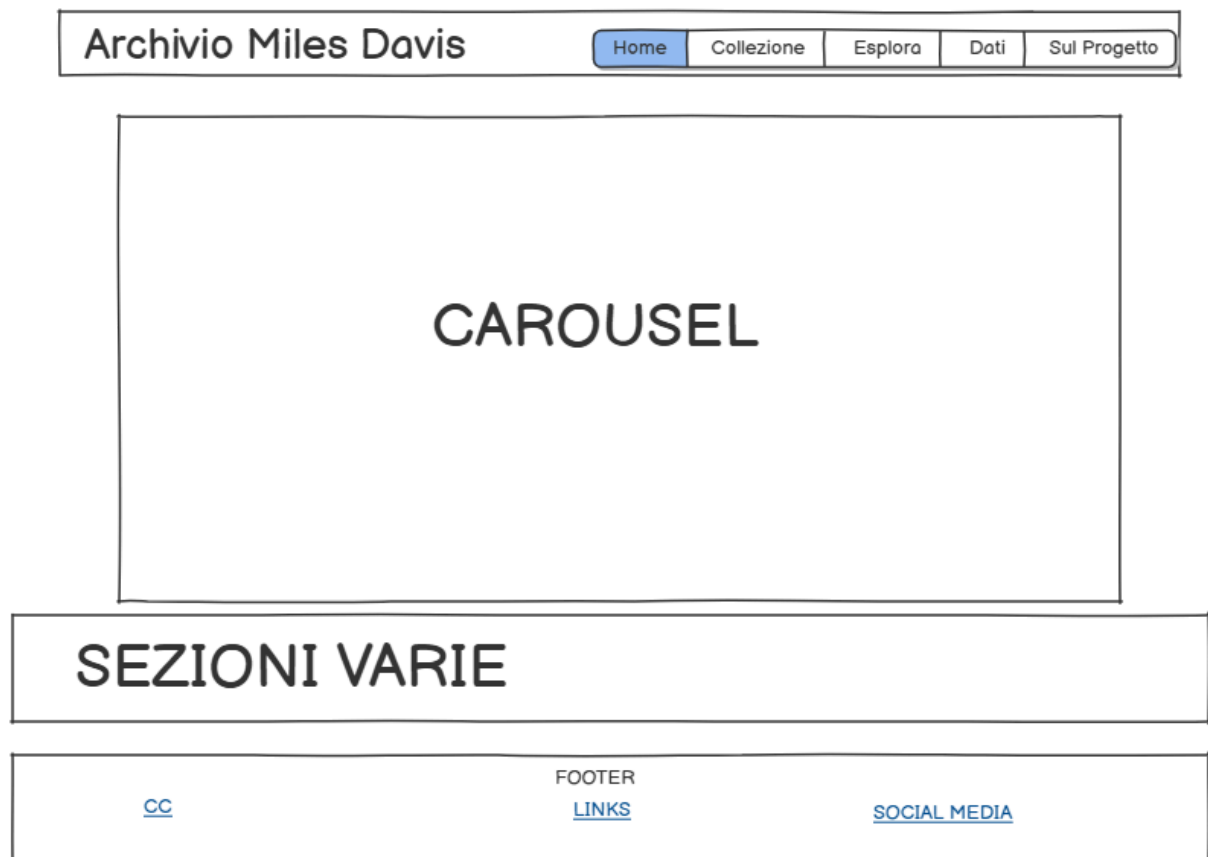 Archivio Miles Davis
Home Collezione Esplora Dati Sul Progetto
CAROUSEL
SEZIONI VARIE
FOOTER
CC LINKS SOCIAL MEDIA